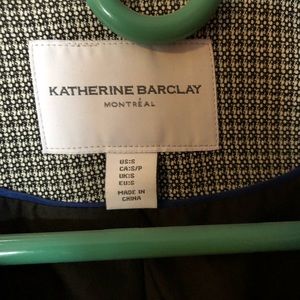 KATHERINE BARCLAY
MONTRÉAL
US:S
CA:S/P
UK:S
EU:S
MADE IN
CHINA